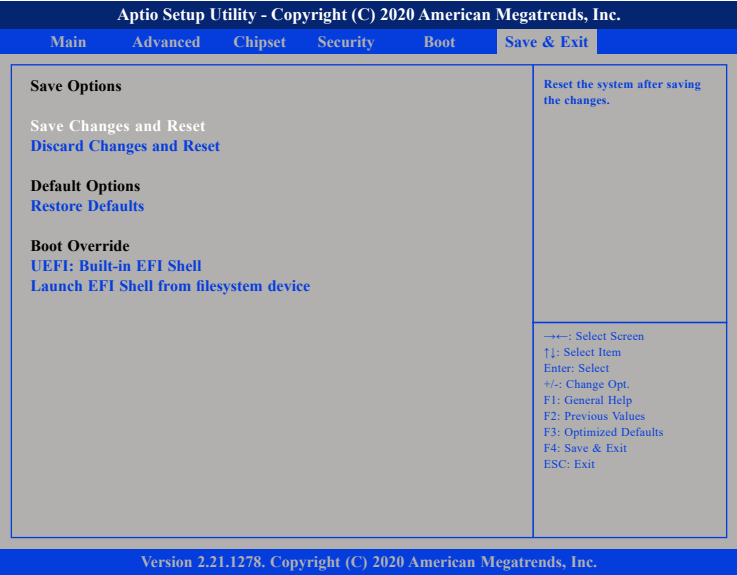 Aptio Setup Utility - Copyright (C) 2020 American Megatrends, Inc.
Main Advanced Chipset Security Boot Save & Exit
Save Options
Save Changes and Reset
Discard Changes and Reset
Default Options
Restore Defaults
Boot Override
UEFI: Built-in EFI Shell
Launch EFI Shell from filesystem device
Reset the system after saving
the changes.
→←: Select Screen
↑↓: Select Item
Enter: Select
+/-: Change Opt.
F1: General Help
F2: Previous Values
F3: Optimized Defaults
F4: Save & Exit
ESC: Exit
Version 2.21.1278. Copyright (C) 2020 American Megatrends, Inc.